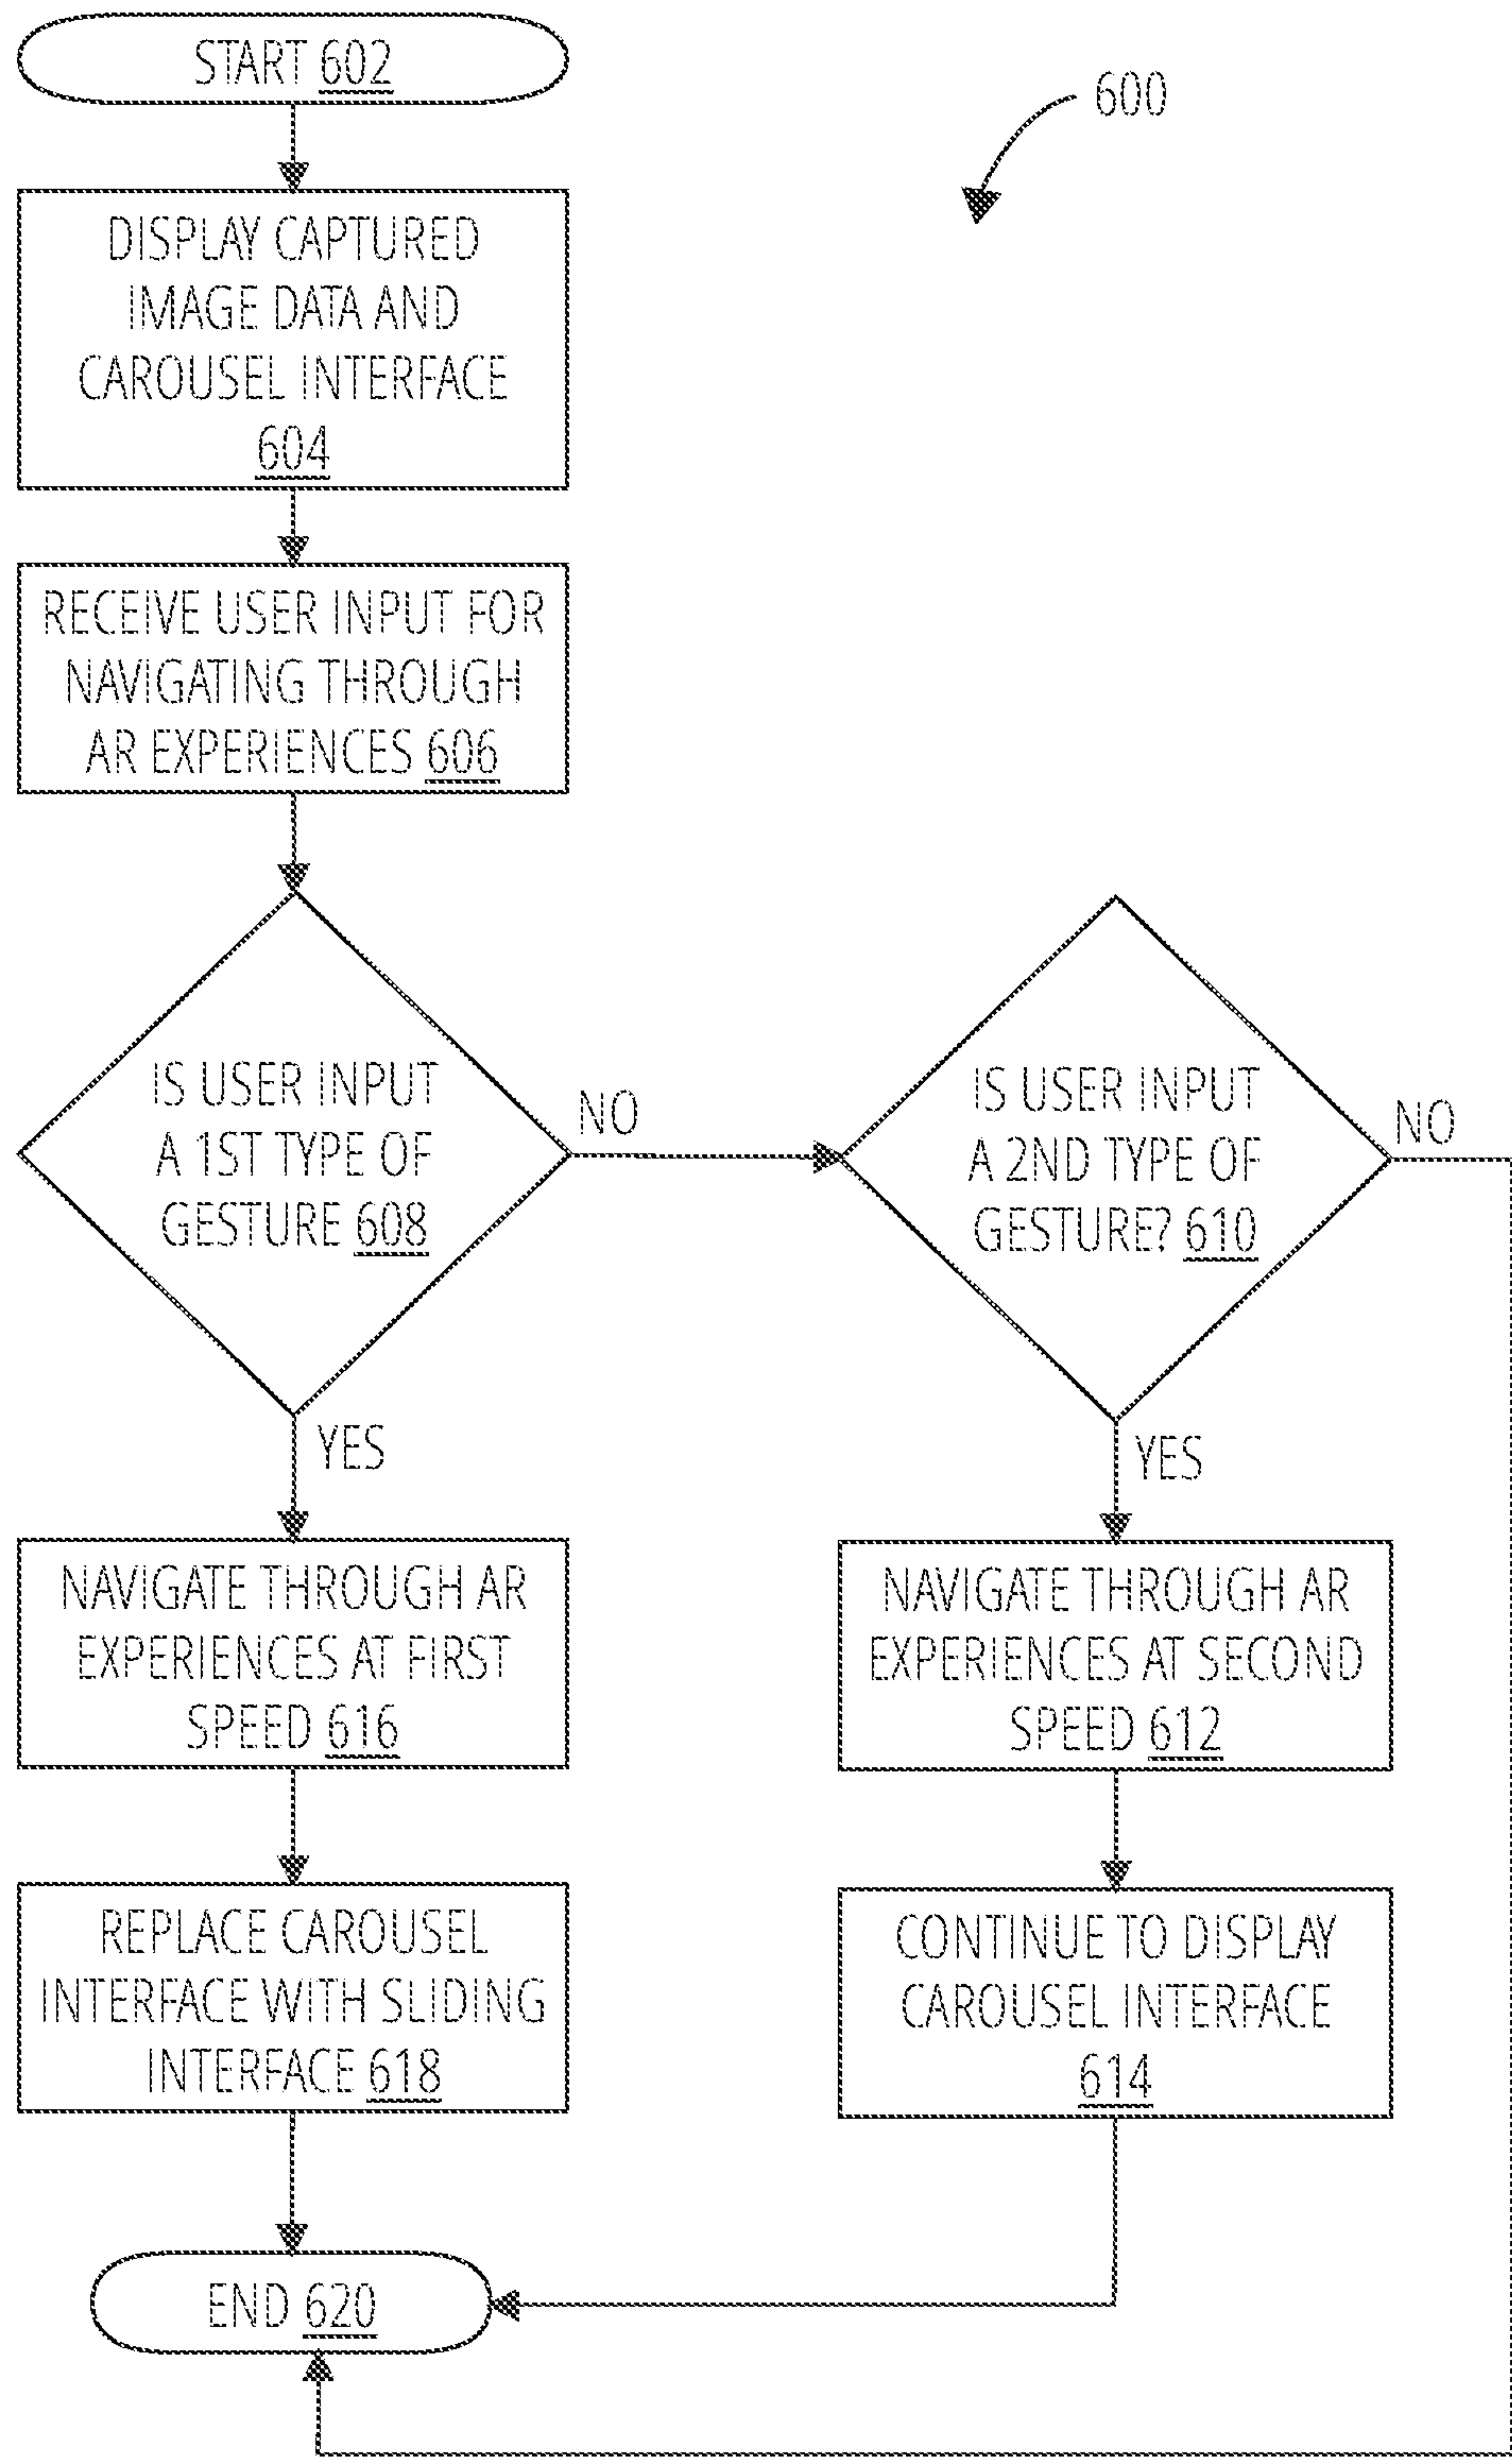 START 602
600
DISPLAY CAPTURED
IMAGE DATA AND
CAROUSEL INTERFACE
604
RECEIVE USER INPUT FOR
NAVIGATING THROUGH
AR EXPERIENCES 606
IS USER INPUT
A 1ST TYPE OF
GESTURE 608
NO
YES
IS USER INPUT
A 2ND TYPE OF
GESTURE? 610
NO
YES
NAVIGATE THROUGH AR
EXPERIENCES AT FIRST
SPEED 616
NAVIGATE THROUGH AR
EXPERIENCES AT SECOND
SPEED 612
REPLACE CAROUSEL
INTERFACE WITH SLIDING
INTERFACE 618
CONTINUE TO DISPLAY
CAROUSEL INTERFACE
614
END 620